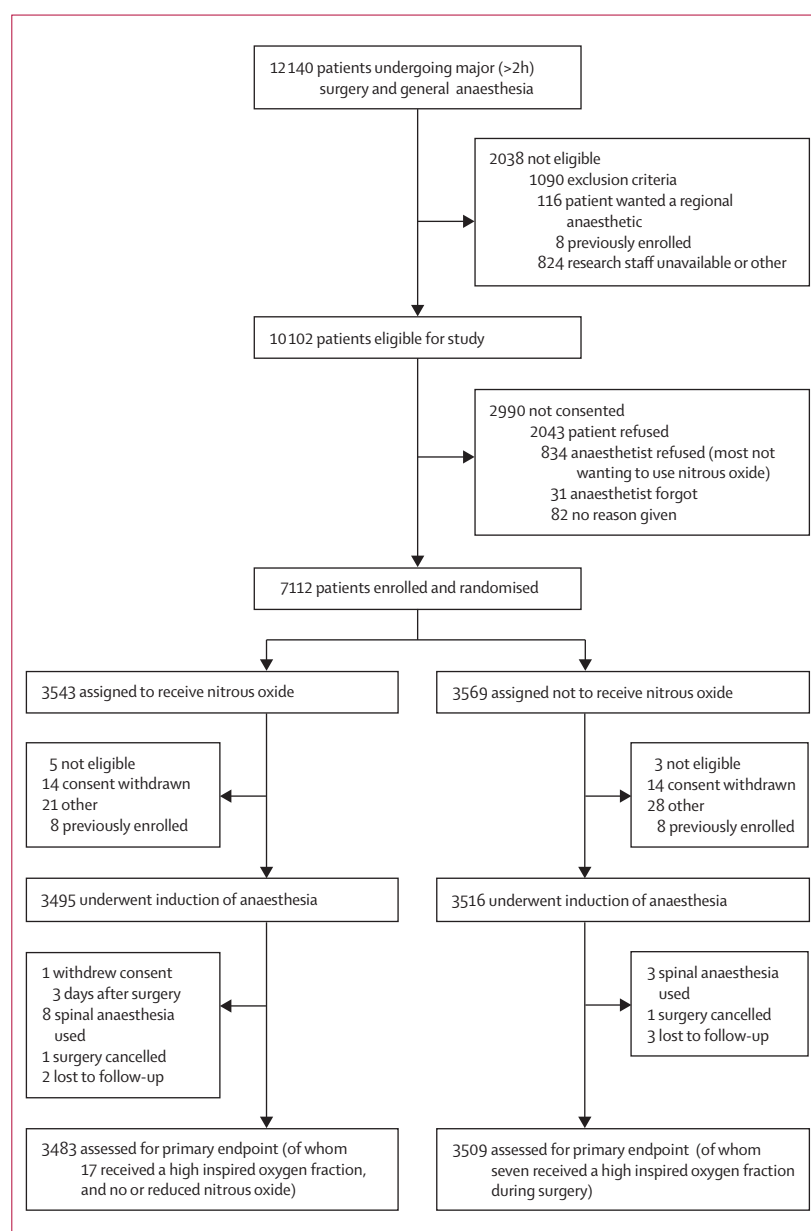 12 140 patients undergoing major (>2h)
surgery and general anaesthesia
2038 not eligible
1090 exclusion criteria
116 patient wanted a regional
anaesthetic
8 previously enrolled
824 research staff unavailable or other
10 102 patients eligible for study
2990 not consented
2043 patient refused
834 anaesthetist refused (most not
wanting to use nitrous oxide)
31 anaesthetist forgot
82 no reason given
7112 patients enrolled and randomised
3543 assigned to receive nitrous oxide
3569 assigned not to receive nitrous oxide
5 not eligible
14 consent withdrawn
21 other
8 previously enrolled
3 not eligible
14 consent withdrawn
28 other
8 previously enrolled
3495 underwent induction of anaesthesia
3516 underwent induction of anaesthesia
1 withdrew consent
3 days after surgery
8 spinal anaesthesia
used
1 surgery cancelled
2 lost to follow-up
3 spinal anaesthesia
used
1 surgery cancelled
3 lost to follow-up
3483 assessed for primary endpoint (of whom
17 received a high inspired oxygen fraction,
and no or reduced nitrous oxide)
3509 assessed for primary endpoint (of whom
seven received a high inspired oxygen fraction
during surgery)